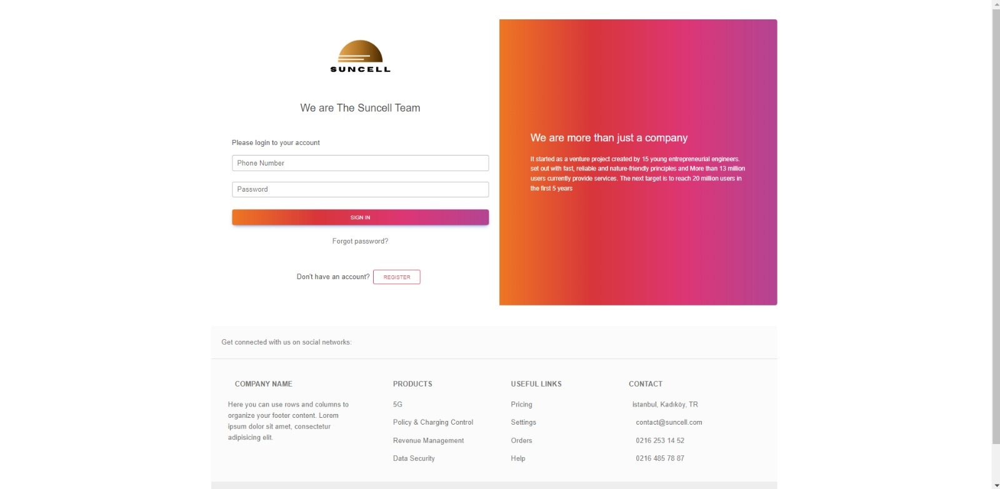 SUNCELL
We are The Suncell Team
Please login to your account
Phone Number
Password
SIGN IN
Forgot password?
Don't have an account? REGISTER
We are more than just a company
It started as a venture project created by 15 young entrepreneurial engineers.
set out with fast, reliable and nature-friendly principles and More than 13 million
users currently provide services. The next target is to reach 20 million users in
the first 5 years
Get connected with us on social networks:
COMPANY NAME
Here you can use rows and columns to
organize your footer content. Lorem
ipsum dolor sit amet, consectetur
adipisicing elit.
PRODUCTS
5G
Policy & Charging Control
Revenue Management
Data Security
USEFUL LINKS
Pricing
Settings
Orders
Help
CONTACT
istanbul, Kadıköy, TR
contact@suncell.com
0216 253 14 52
0216 485 78 87